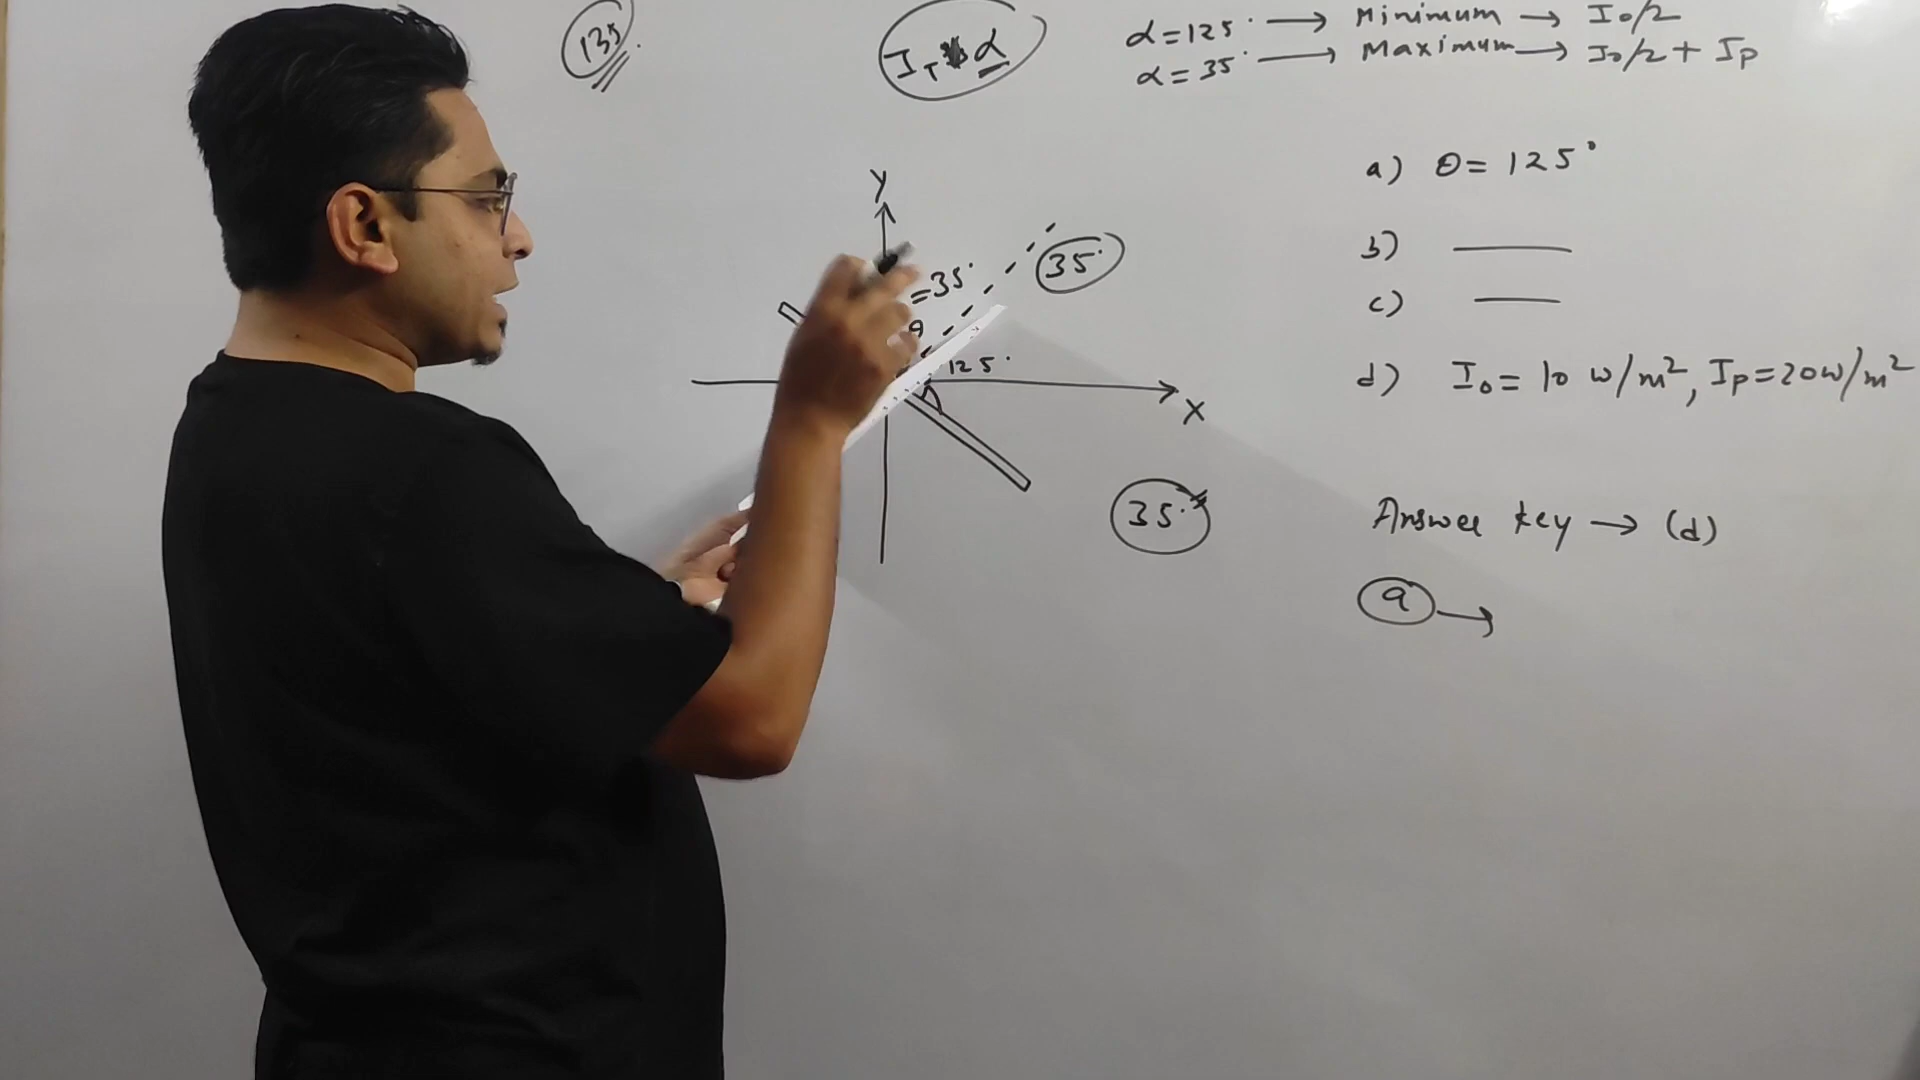 135.
I_T α
α = 125° → Minimum → I₀/2
α = 35° → Maximum → I₀/2 + I_P
Y
= 35°
θ
35°
125°
X
35°
a) θ = 125°
b)
c)
d) I₀ = 10 w/m², I_P = 20 w/m²
Answer key → (d)
a →